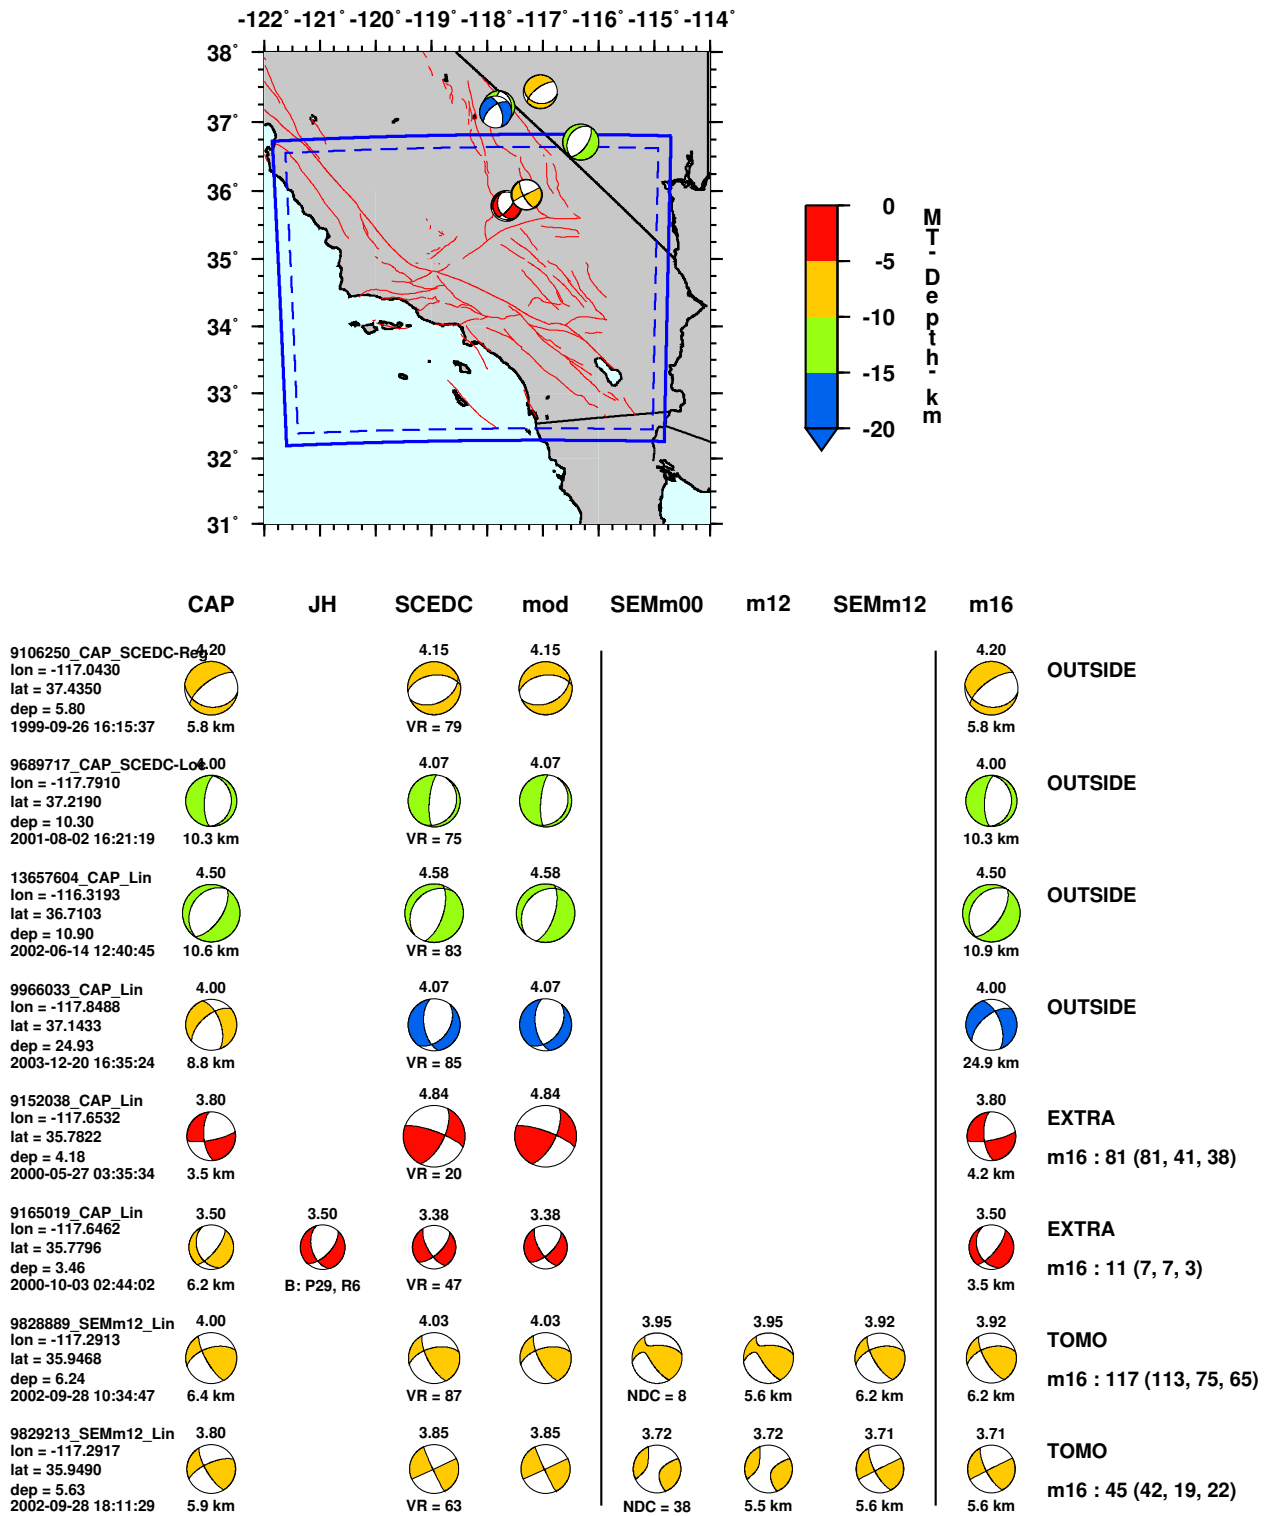 -122° -121° -120° -119° -118° -117° -116° -115° -114°
38°
37°
36°
35°
34°
33°
32°
31°
0
-5
-10
-15
-20
MT-Depth-km
CAP JH SCEDC mod SEMm00 m12 SEMm12 m16
9106250_CAP_SCEDC-Reg 4.20 4.15 4.15 4.20
lon = -117.0430
OUTSIDE
lat = 37.4350
dep = 5.80
1999-09-26 16:15:37 5.8 km VR = 79 5.8 km
9689717_CAP_SCEDC-Loc 4.00 4.07 4.07 4.00
lon = -117.7910
OUTSIDE
lat = 37.2190
dep = 10.30
2001-08-02 16:21:19 10.3 km VR = 75 10.3 km
13657604_CAP_Lin 4.50 4.58 4.58 4.50
lon = -116.3193
OUTSIDE
lat = 36.7103
dep = 10.90
2002-06-14 12:40:45 10.6 km VR = 83 10.9 km
9966033_CAP_Lin 4.00 4.07 4.07 4.00
lon = -117.8488
OUTSIDE
lat = 37.1433
dep = 24.93
2003-12-20 16:35:24 8.8 km VR = 85 24.9 km
9152038_CAP_Lin 3.80 4.84 4.84 3.80
lon = -117.6532
EXTRA
lat = 35.7822
dep = 4.18
m16 : 81 (81, 41, 38)
2000-05-27 03:35:34 3.5 km VR = 20 4.2 km
9165019_CAP_Lin 3.50 3.50 3.38 3.38 3.50
lon = -117.6462
EXTRA
lat = 35.7796
dep = 3.46
m16 : 11 (7, 7, 3)
2000-10-03 02:44:02 6.2 km B: P29, R6 VR = 47 3.5 km
9828889_SEMm12_Lin 4.00 4.03 4.03 3.95 3.95 3.92 3.92
lon = -117.2913
TOMO
lat = 35.9468
dep = 6.24
m16 : 117 (113, 75, 65)
2002-09-28 10:34:47 6.4 km VR = 87 NDC = 8 5.6 km 6.2 km 6.2 km
9829213_SEMm12_Lin 3.80 3.85 3.85 3.72 3.72 3.71 3.71
lon = -117.2917
TOMO
lat = 35.9490
dep = 5.63
m16 : 45 (42, 19, 22)
2002-09-28 18:11:29 5.9 km VR = 63 NDC = 38 5.5 km 5.6 km 5.6 km